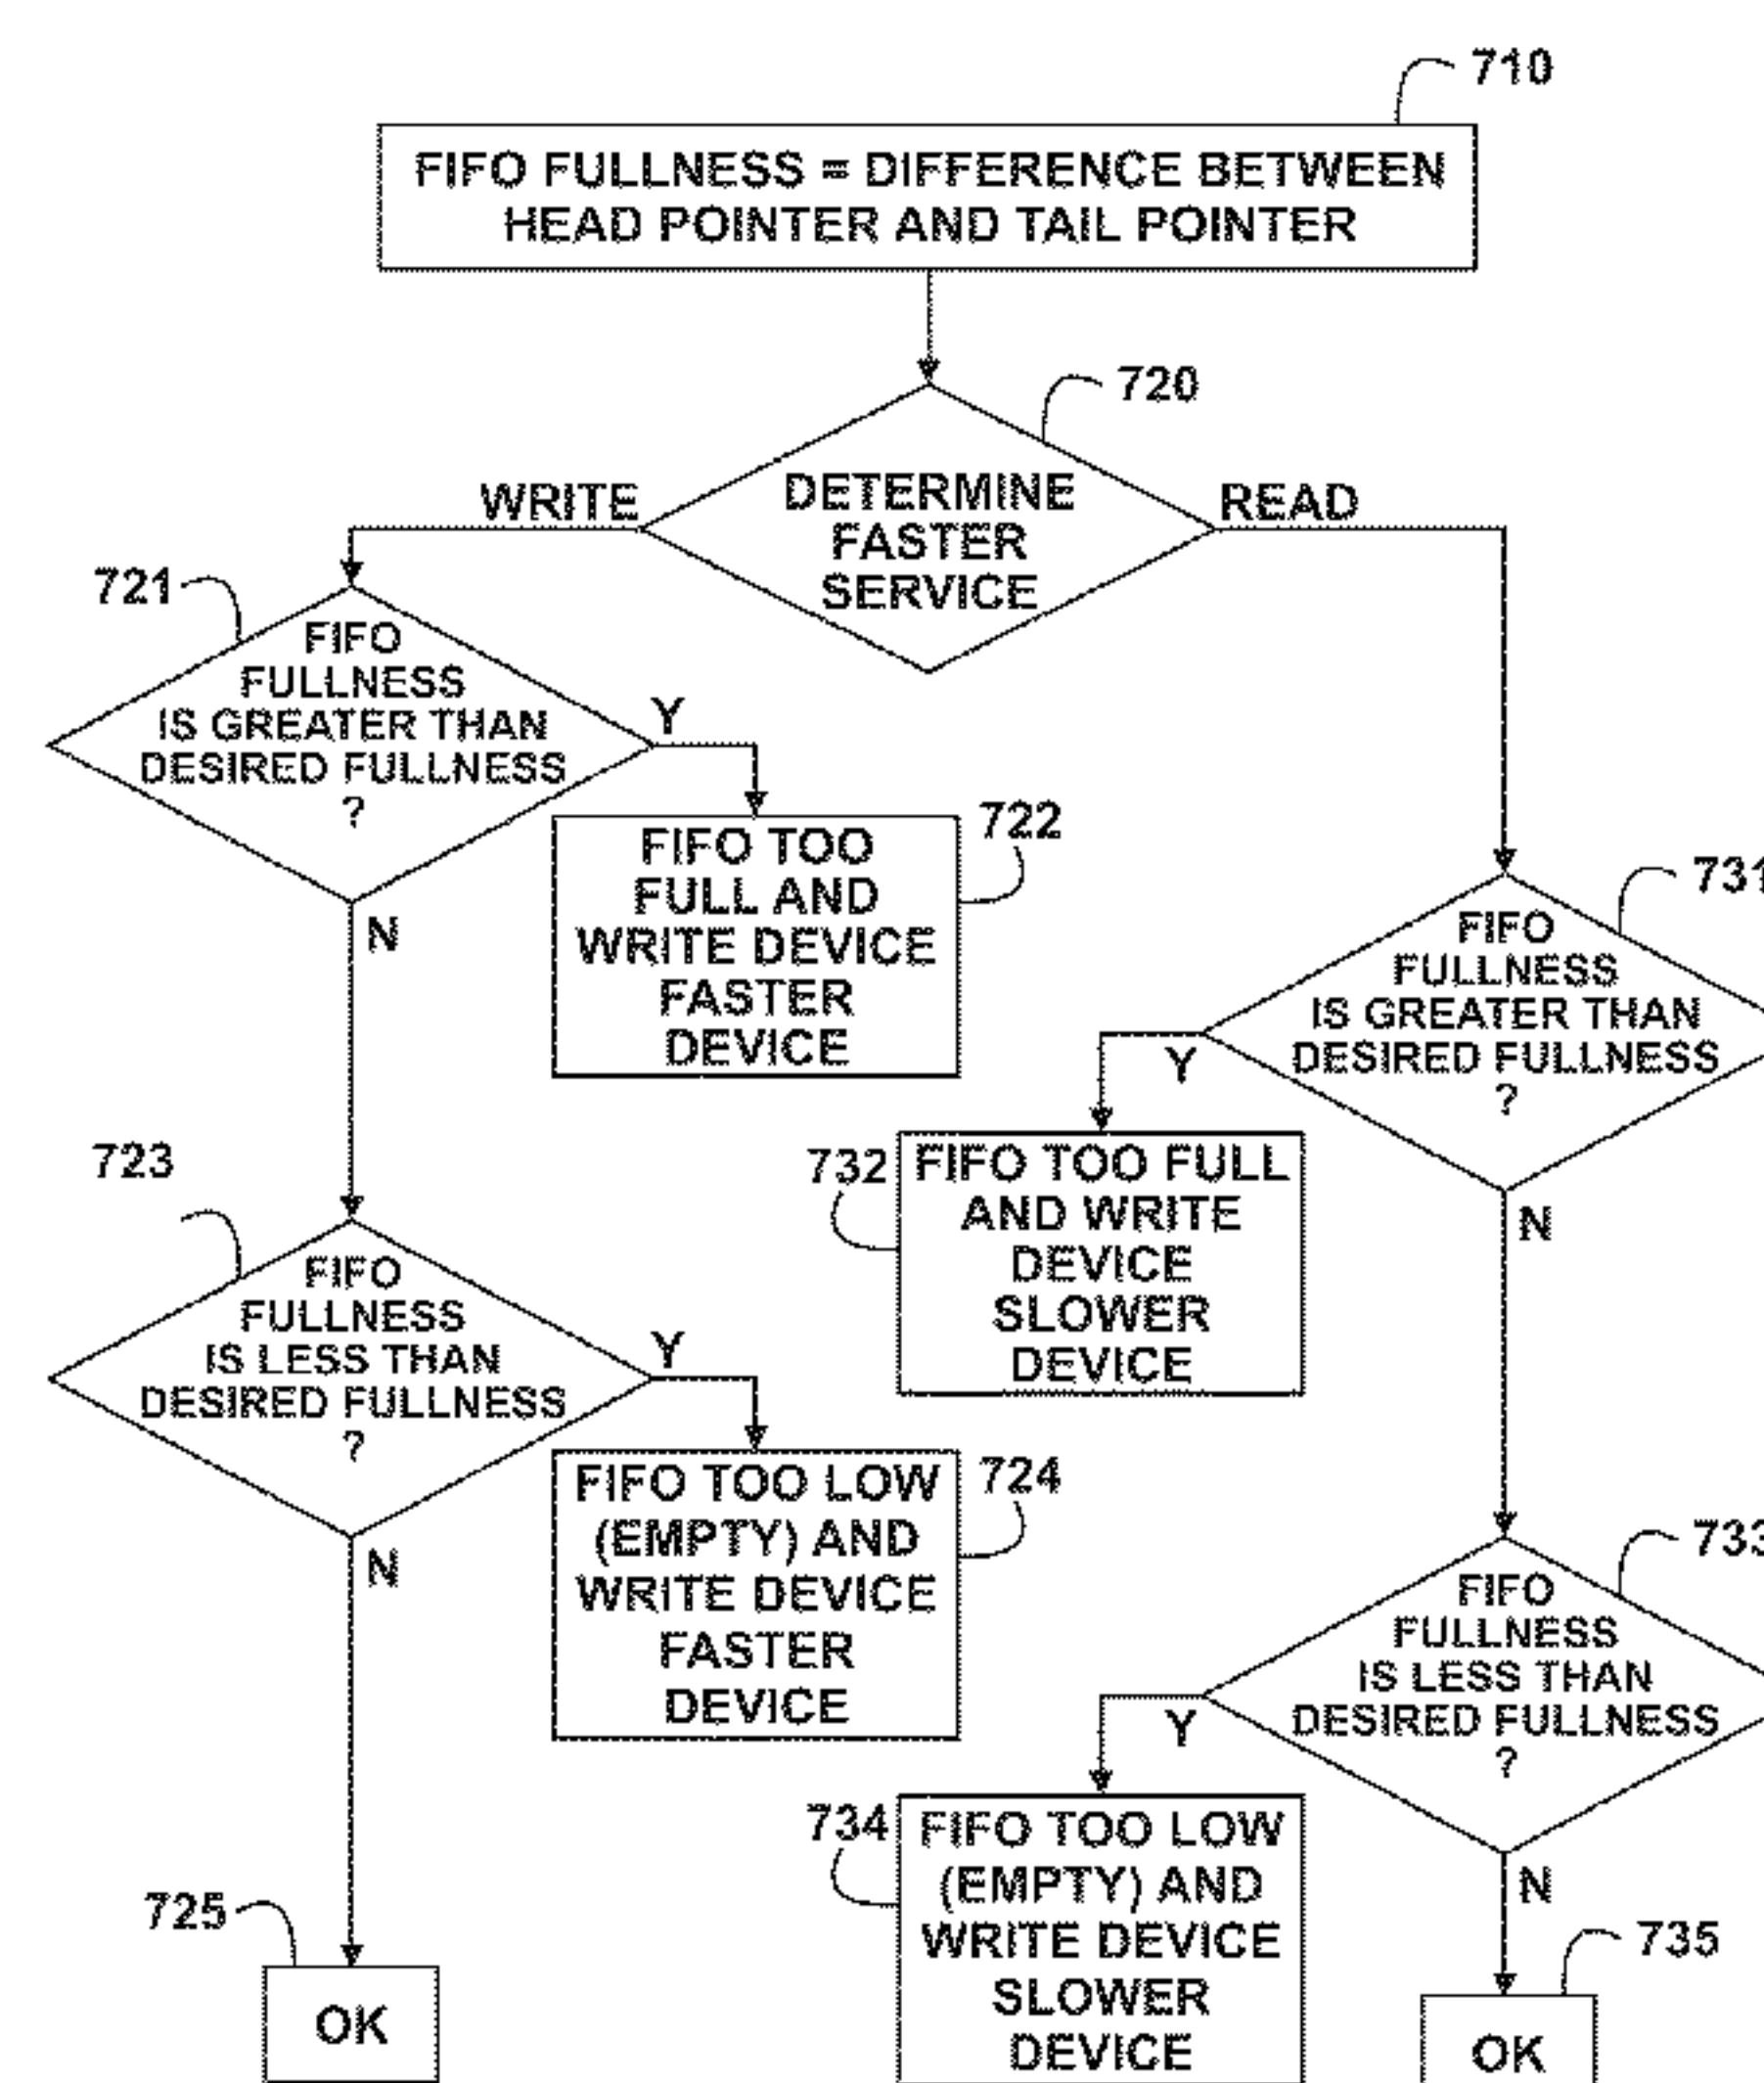 710
FIFO FULLNESS = DIFFERENCE BETWEEN
HEAD POINTER AND TAIL POINTER
720
DETERMINE
FASTER
SERVICE
WRITE
READ
721
FIFO
FULLNESS
IS GREATER THAN
DESIRED FULLNESS
?
Y
N
722
FIFO TOO
FULL AND
WRITE DEVICE
FASTER
DEVICE
723
FIFO
FULLNESS
IS LESS THAN
DESIRED FULLNESS
?
Y
N
724
FIFO TOO LOW
(EMPTY) AND
WRITE DEVICE
FASTER
DEVICE
725
OK
731
FIFO
FULLNESS
IS GREATER THAN
DESIRED FULLNESS
?
Y
N
732
FIFO TOO FULL
AND WRITE
DEVICE
SLOWER
DEVICE
733
FIFO
FULLNESS
IS LESS THAN
DESIRED FULLNESS
?
Y
N
734
FIFO TOO LOW
(EMPTY) AND
WRITE DEVICE
SLOWER
DEVICE
735
OK